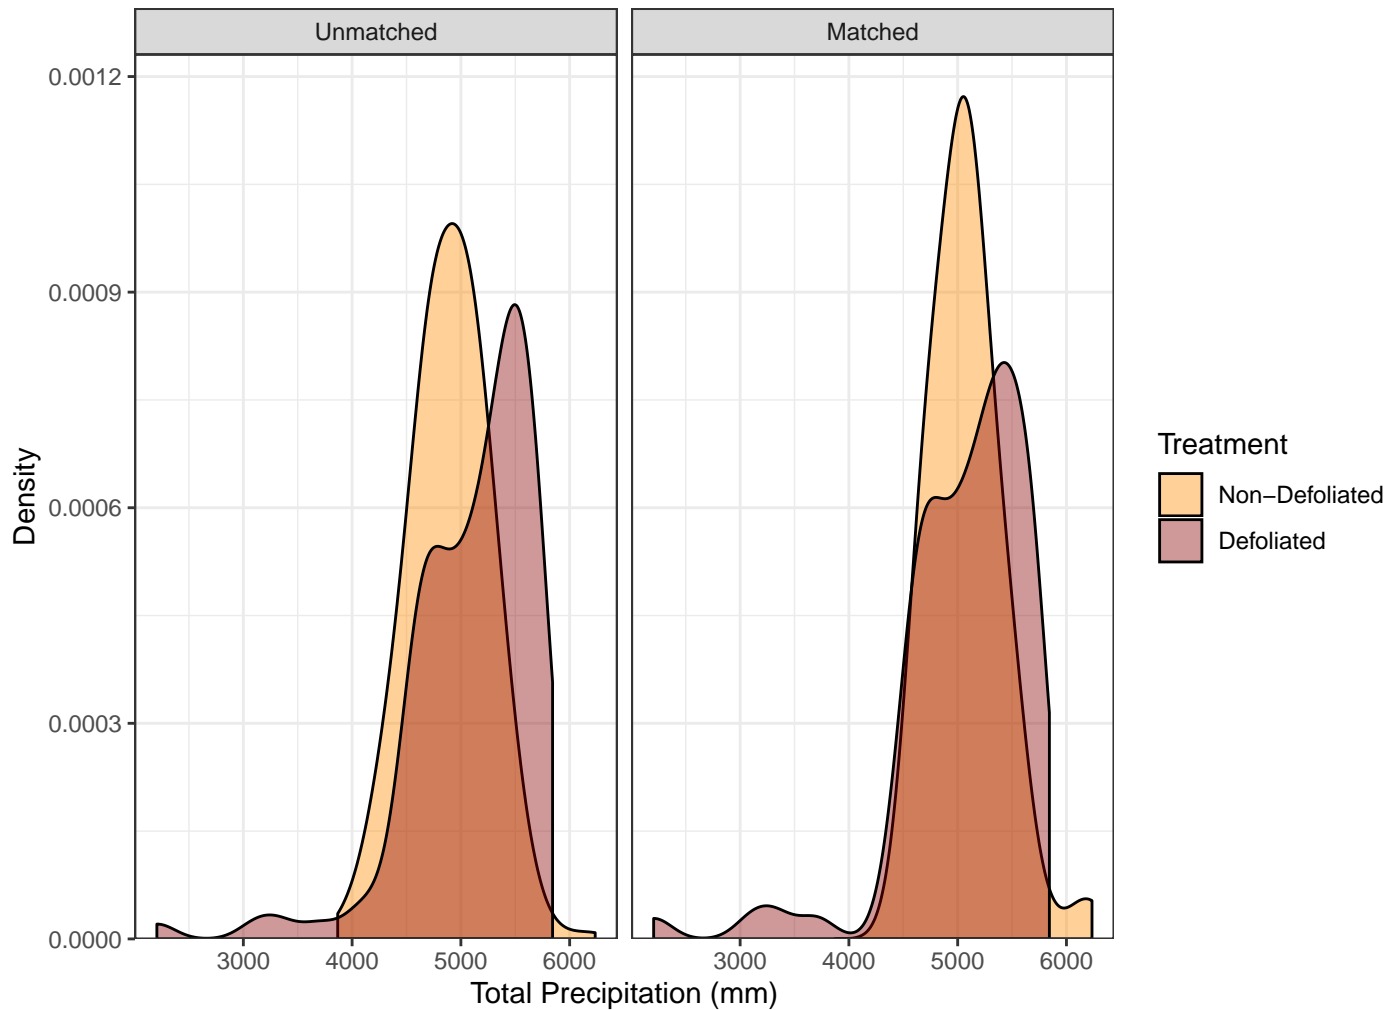 Unmatched
Matched
0.0012
0.0009
0.0006
0.0003
0.0000
Density
3000
4000
5000
6000
3000
4000
5000
6000
Total Precipitation (mm)
Treatment
Non−Defoliated
Defoliated